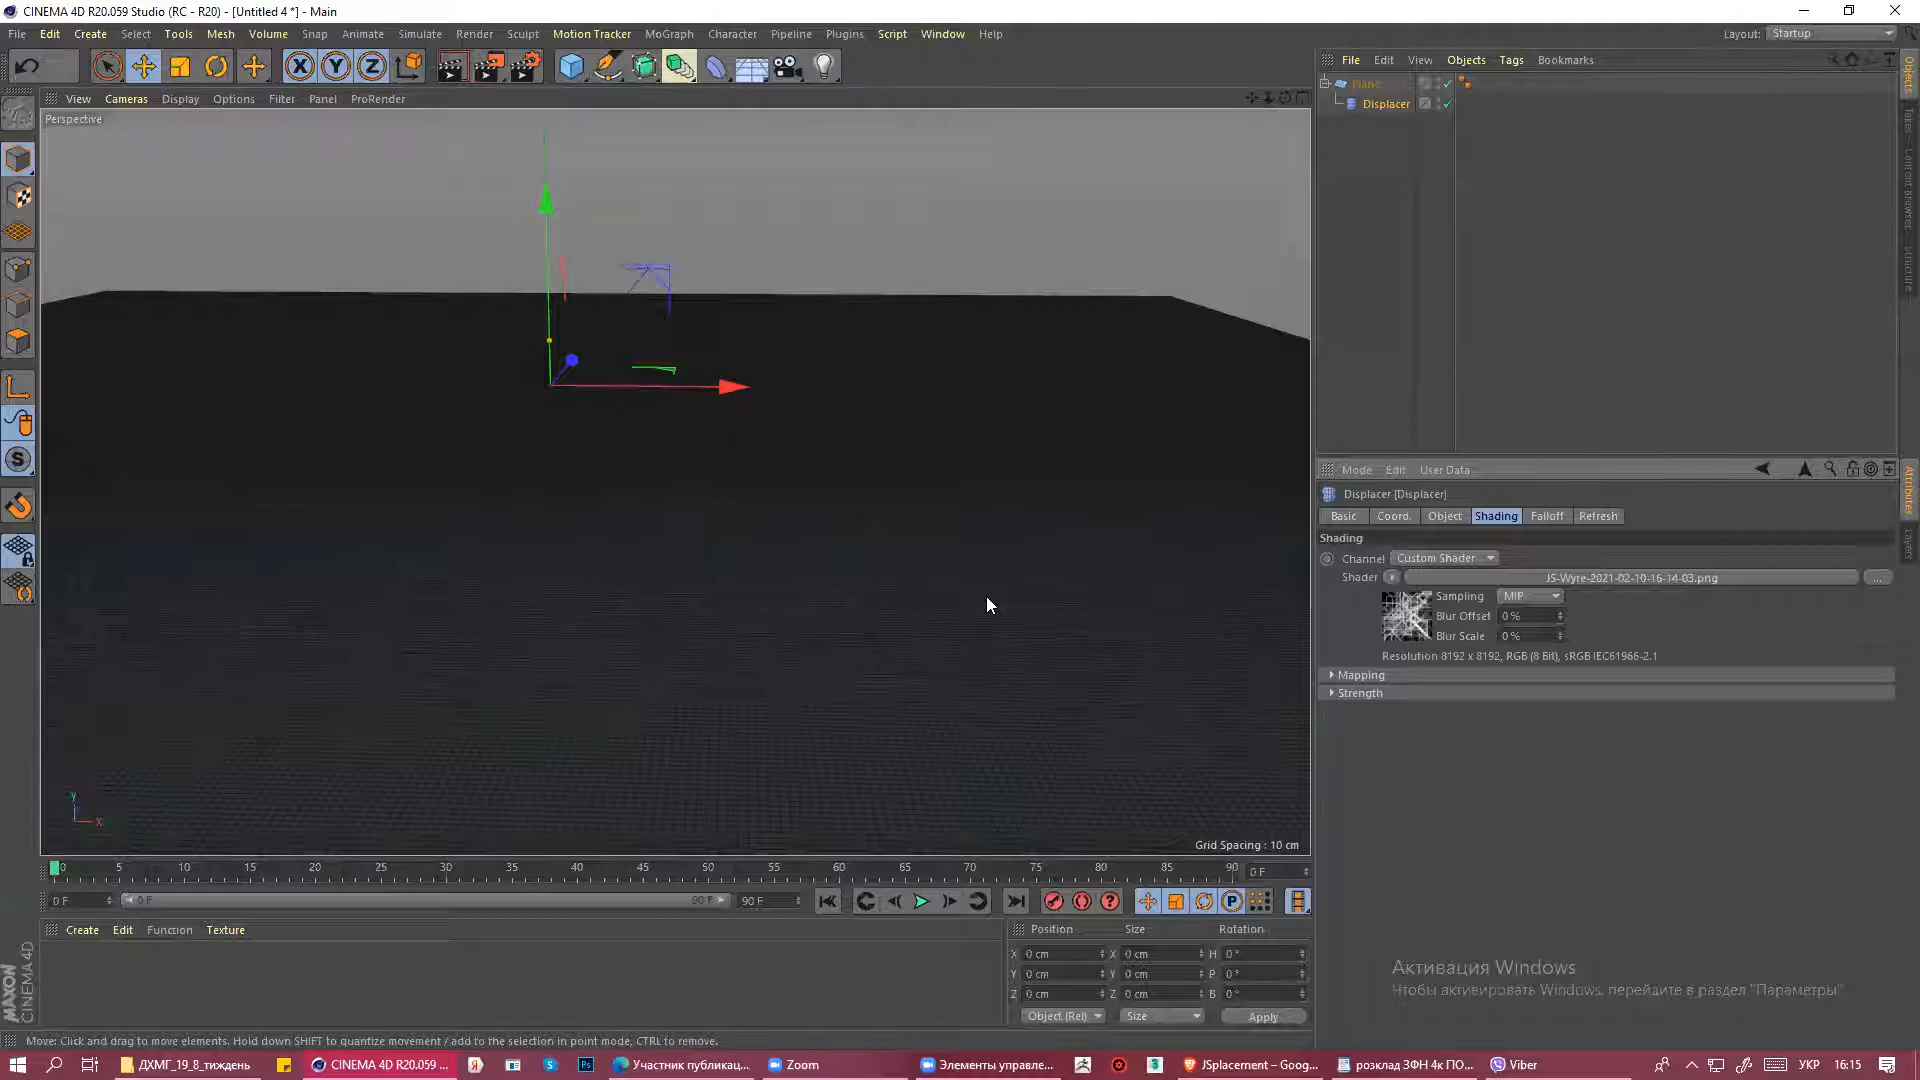 CINEMA 4D R20.059 Studio (RC - R20) - [Untitled 4 *] - Main
File Edit Create Select Tools Mesh Volume Snap Animate Simulate Render Sculpt Motion Tracker MoGraph Character Pipeline Plugins Script Window Help
Layout: Startup
View Cameras Display Options Filter Panel ProRender
File Edit View Objects Tags Bookmarks
Perspective
Plane
Displacer
Objects
Takes
Content Browser
Structure
Mode Edit User Data
Displacer [Displacer]
Basic Coord. Object Shading Falloff Refresh
Shading
Channel Custom Shader
Shader JS-Wyre-2021-02-10-16-14-03.png ...
Sampling MIP
Blur Offset 0 %
Blur Scale 0 %
Resolution 8192 x 8192, RGB (8 Bit), sRGB IEC61966-2.1
Mapping
Strength
Attributes
Layers
Y
X
Grid Spacing : 10 cm
0 5 10 15 20 25 30 35 40 45 50 55 60 65 70 75 80 85 90 0 F
0 F 0 F 90 F 90 F
Create Edit Function Texture
Position Size Rotation
X 0 cm X 0 cm H 0 °
Y 0 cm Y 0 cm P 0 °
Z 0 cm Z 0 cm B 0 °
Object (Rel) Size Apply
MAXON
CINEMA 4D
Активация Windows
Чтобы активировать Windows, перейдите в раздел "Параметры".
Move: Click and drag to move elements. Hold down SHIFT to quantize movement / add to the selection in point mode, CTRL to remove.
ДХМГ_19_8_тиждень CINEMA 4D R20.059 ... Участник публикац... Zoom Элементы управле... JSplacement – Goog... розклад ЗФН 4к ПО... Viber УКР 16:15